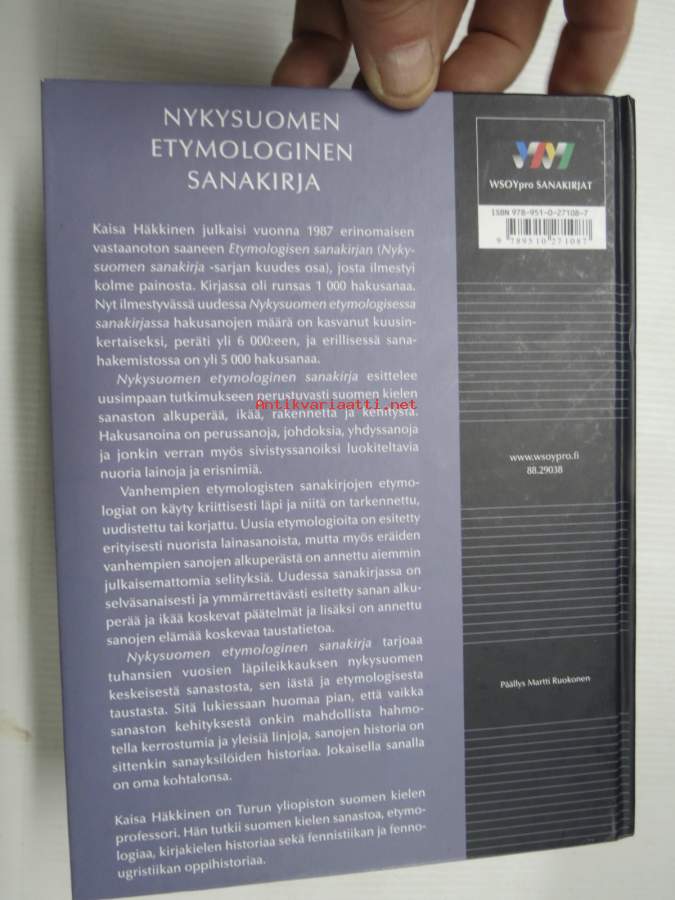 NYKYSUOMEN
ETYMOLOGINEN
SANAKIRJA
Kaisa Häkkinen julkaisi vuonna 1987 erinomaisen
vastaanoton saaneen Etymologisen sanakirjan (Nyky-
suomen sanakirja -sarjan kuudes osa), josta ilmestyi
kolme painosta. Kirjassa oli runsas 1 000 hakusanaa.
Nyt ilmestyvässä uudessa Nykysuomen etymologisessa
sanakirjassa hakusanojen määrä on kasvanut kuusin-
kertaiseksi, peräti yli 6 000:een, ja erillisessä sana-
hakemistossa on yli 5 000 hakusanaa.
Nykysuomen etymologinen sanakirja esittelee
uusimpaan tutkimukseen perustuvasti suomen kielen
sanaston alkuperää, ikää, rakennetta ja kehitystä.
Hakusanoina on perussanoja, johdoksia, yhdyssanoja
ja jonkin verran myös sivistyssanoiksi luokiteltavia
nuoria lainoja ja erisnimiä.
Vanhempien etymologisten sanakirjojen etymo-
logiat on käyty kriittisesti läpi ja niitä on tarkennettu,
uudistettu tai korjattu. Uusia etymologioita on esitetty
erityisesti nuorista lainasanoista, mutta myös eräiden
vanhempien sanojen alkuperästä on annettu aiemmin
julkaisemattomia selityksiä. Uudessa sanakirjassa on
selväsanaisesti ja ymmärrettävästi esitetty sanan alku-
perää ja ikää koskevat päätelmät ja lisäksi on annettu
sanojen elämää koskevaa taustatietoa.
Nykysuomen etymologinen sanakirja tarjoaa
tuhansien vuosien läpileikkauksen nykysuomen
keskeisestä sanastosta, sen iästä ja etymologisesta
taustasta. Sitä lukiessaan huomaa pian, että vaikka
sanaston kehityksestä onkin mahdollista hahmo-
tella kerrostumia ja yleisiä linjoja, sanojen historia on
sittenkin sanayksilöiden historiaa. Jokaisella sanalla
on oma kohtalonsa.
Kaisa Häkkinen on Turun yliopiston suomen kielen
professori. Hän tutkii suomen kielen sanastoa, etymo-
logiaa, kirjakielen historiaa sekä fennistiikan ja fenno-
ugristiikan oppihistoriaa.
WSOYpro SANAKIRJAT
ISBN 978-951-0-27108-7
9 789510 271087
www.wsoypro.fi
88.29038
Päällys Martti Ruokonen
Antikvariaatti.net